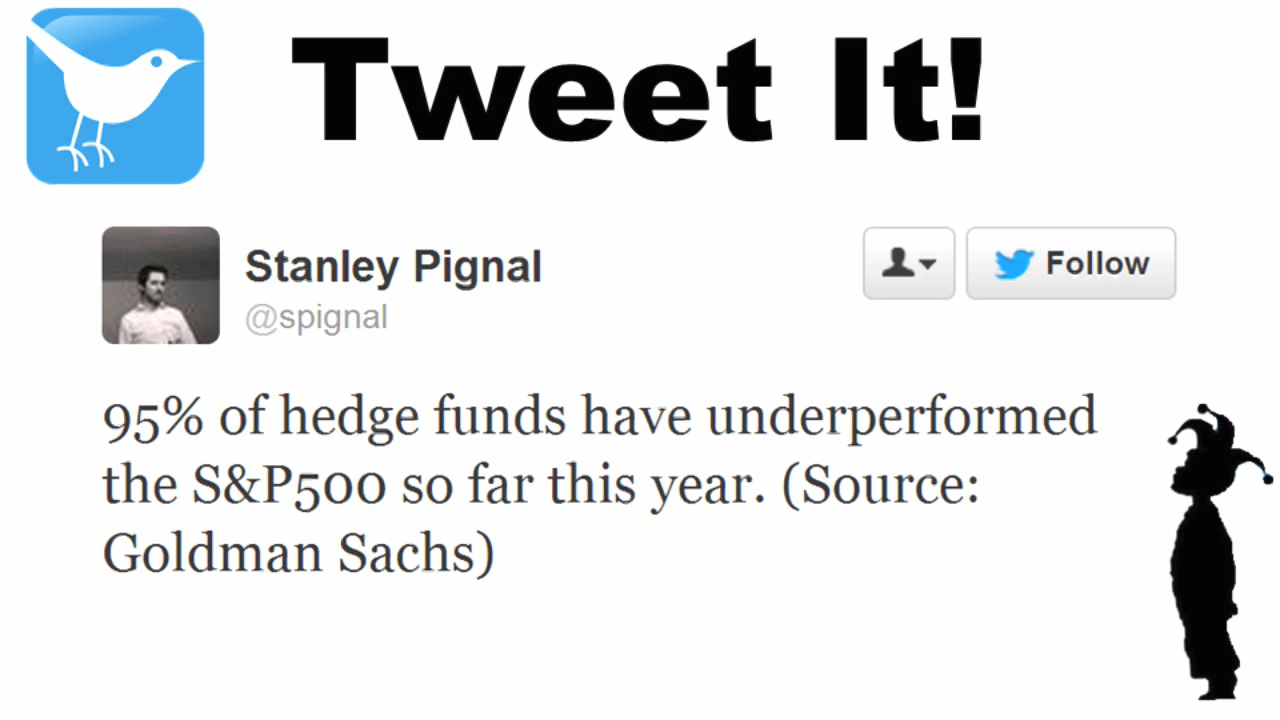 Tweet It!
Stanley Pignal
@spignal
Follow
95% of hedge funds have underperformed
the S&P500 so far this year. (Source:
Goldman Sachs)